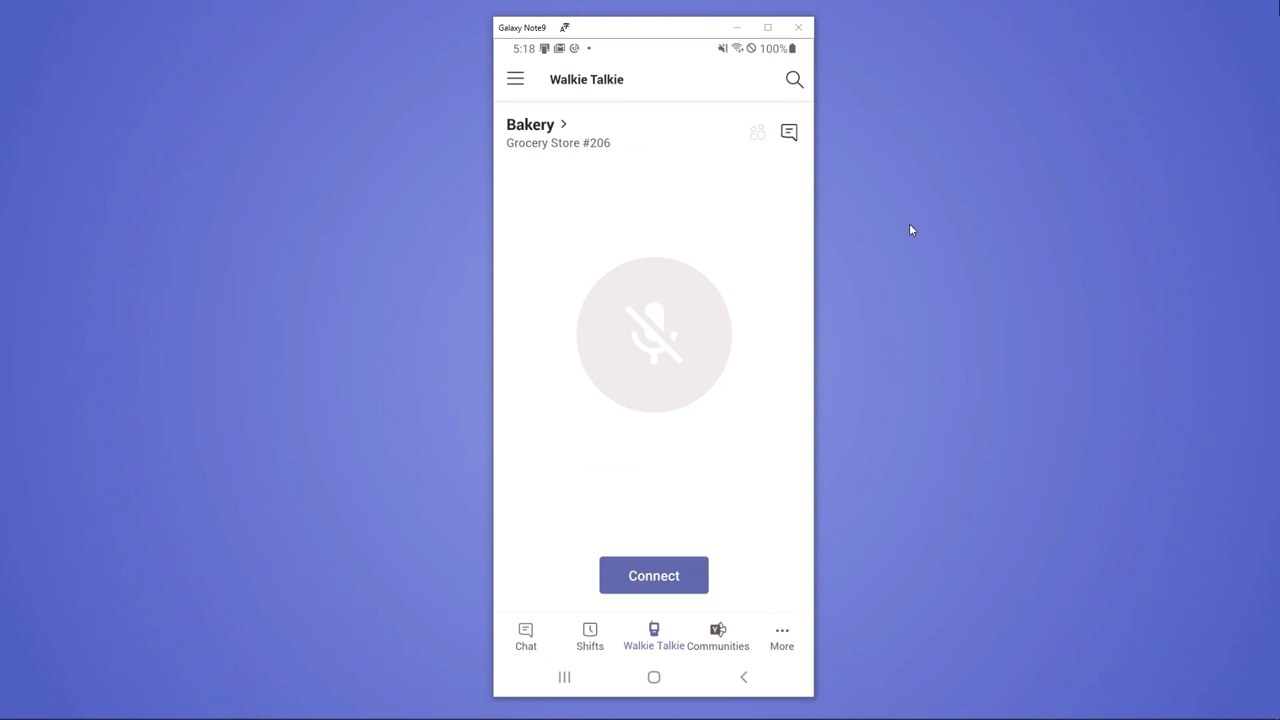 Galaxy Note9
5:18
100%
Walkie Talkie
Bakery
Grocery Store #206
Connect
Chat
Shifts
Walkie Talkie
Communities
More